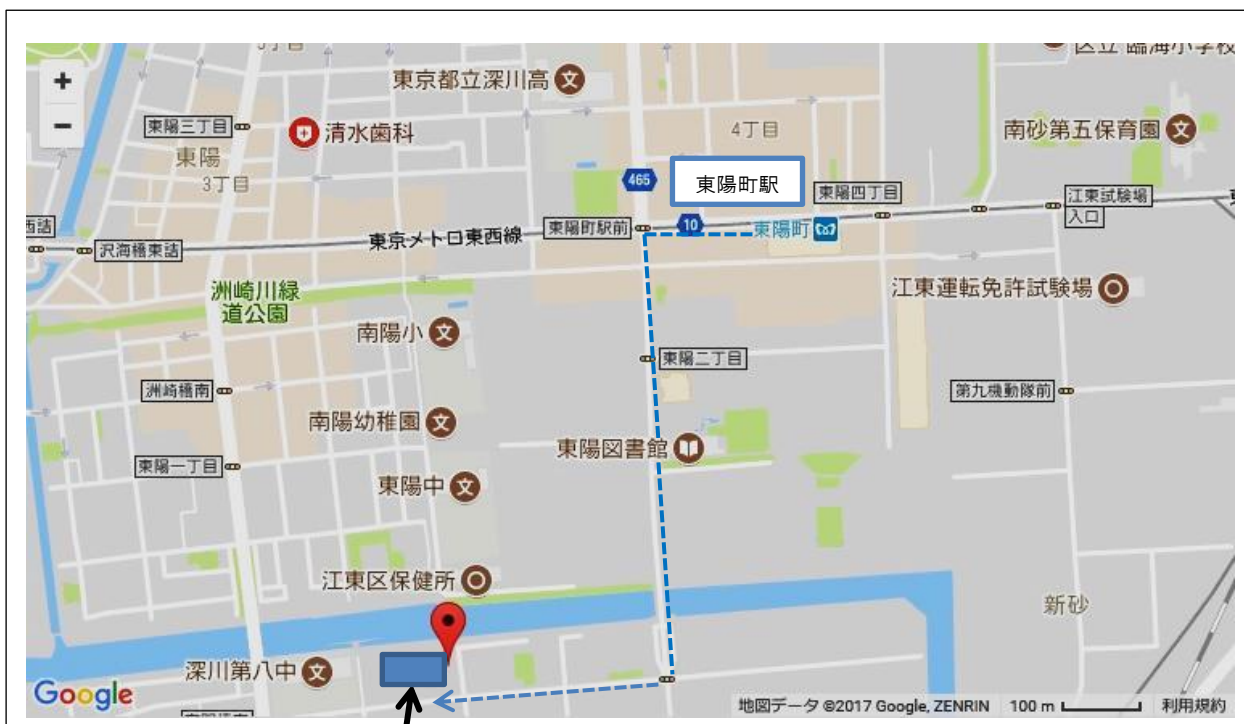 区立 臨海小学校
東京都立深川高
+
−
東陽三丁目
清水歯科
4丁目
南砂第五保育園
東陽
3丁目
465
東陽町駅
東陽四丁目
江東試験場
入口
西詰
沢海橋東詰
東京メトロ東西線
東陽町駅前
10
東陽町
洲崎川緑
道公園
江東運転免許試験場
南陽小
東陽二丁目
洲崎橋南
第九機動隊前
南陽幼稚園
東陽図書館
東陽一丁目
東陽中
江東区保健所
新砂
深川第八中
Google
地図データ ©2017 Google, ZENRIN
100 m
利用規約